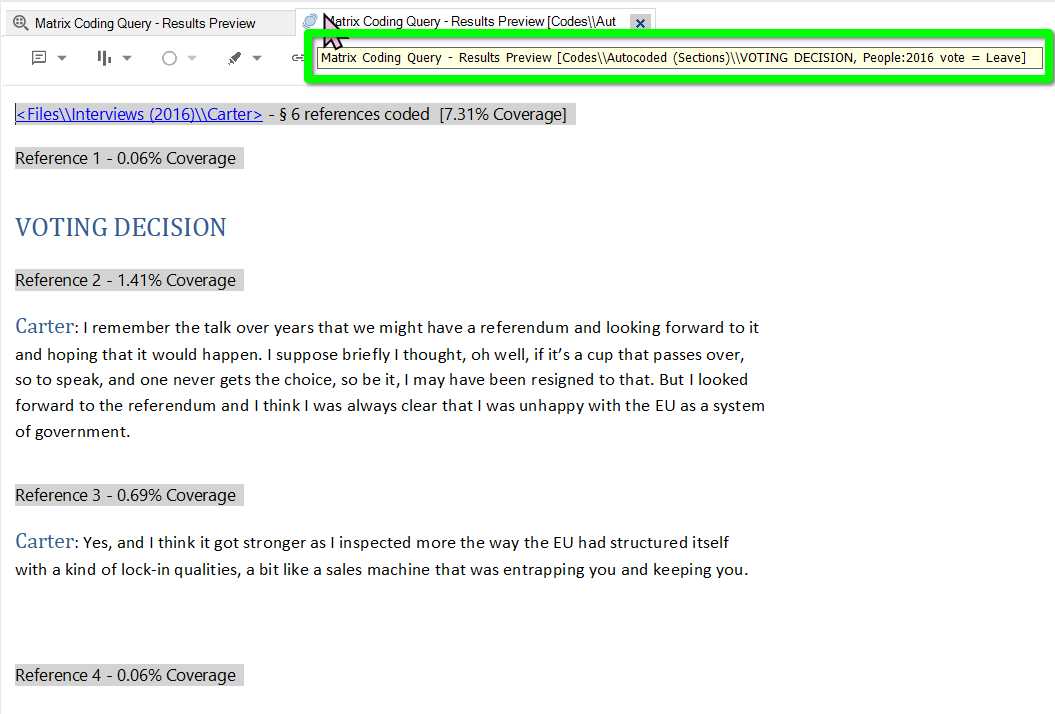 Matrix Coding Query - Results Preview
Matrix Coding Query - Results Preview [Codes\\Aut
Matrix Coding Query - Results Preview [Codes\\Autocoded (Sections)\\VOTING DECISION, People:2016 vote = Leave]
<Files\\Interviews (2016)\\Carter> - § 6 references coded [7.31% Coverage]
Reference 1 - 0.06% Coverage
VOTING DECISION
Reference 2 - 1.41% Coverage
Carter: I remember the talk over years that we might have a referendum and looking forward to it
and hoping that it would happen. I suppose briefly I thought, oh well, if it’s a cup that passes over,
so to speak, and one never gets the choice, so be it, I may have been resigned to that. But I looked
forward to the referendum and I think I was always clear that I was unhappy with the EU as a system
of government.
Reference 3 - 0.69% Coverage
Carter: Yes, and I think it got stronger as I inspected more the way the EU had structured itself
with a kind of lock-in qualities, a bit like a sales machine that was entrapping you and keeping you.
Reference 4 - 0.06% Coverage